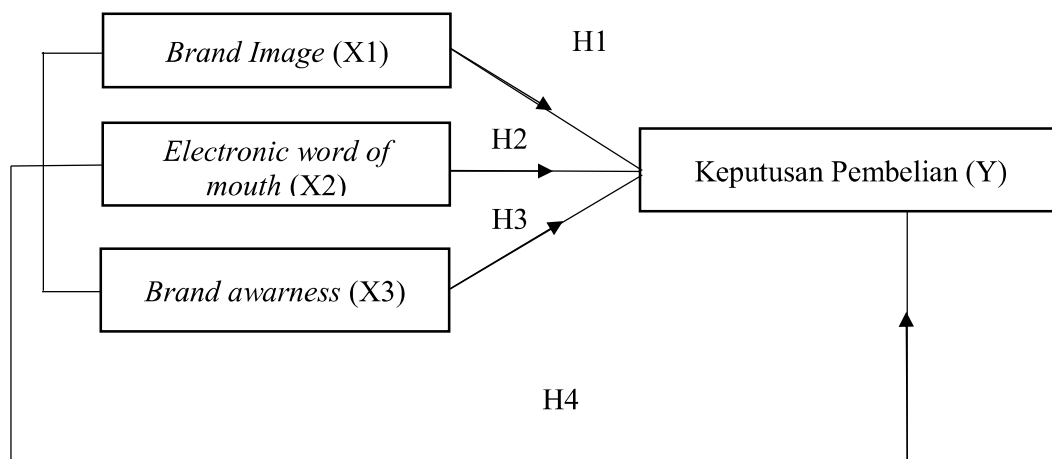 H1
Brand Image (X1)
H2
Electronic word of
mouth (X2)
Keputusan Pembelian (Y)
H3
Brand awarness (X3)
H4